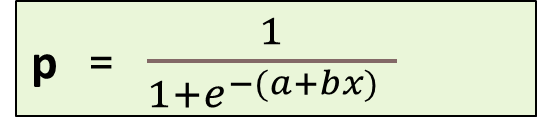 p = 1/1+e^−(a+bx)